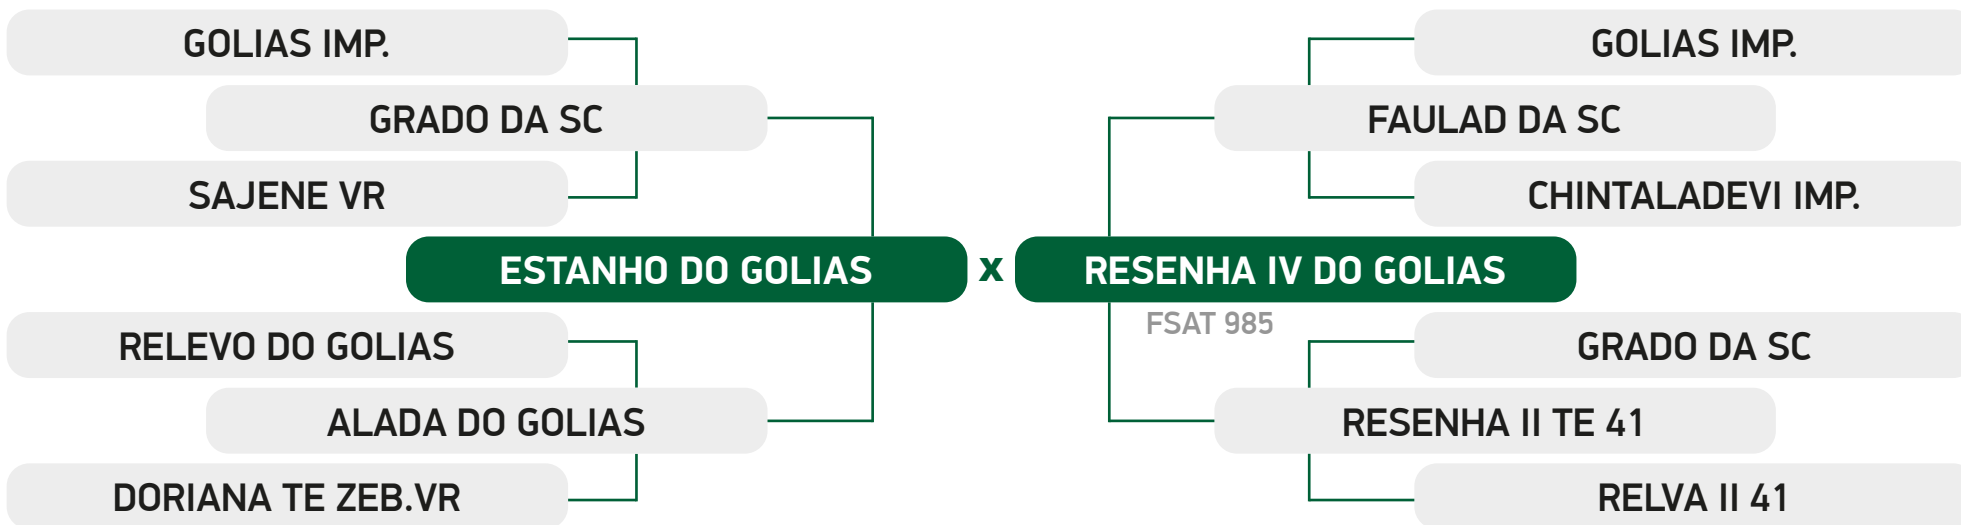 GOLIAS IMP.
GOLIAS IMP.
GRADO DA SC
FAULAD DA SC
SAJENE VR
CHINTALADEVI IMP.
ESTANHO DO GOLIAS x RESENHA IV DO GOLIAS
FSAT 985
RELEVO DO GOLIAS
GRADO DA SC
ALADA DO GOLIAS
RESENHA II TE 41
DORIANA TE ZEB.VR
RELVA II 41